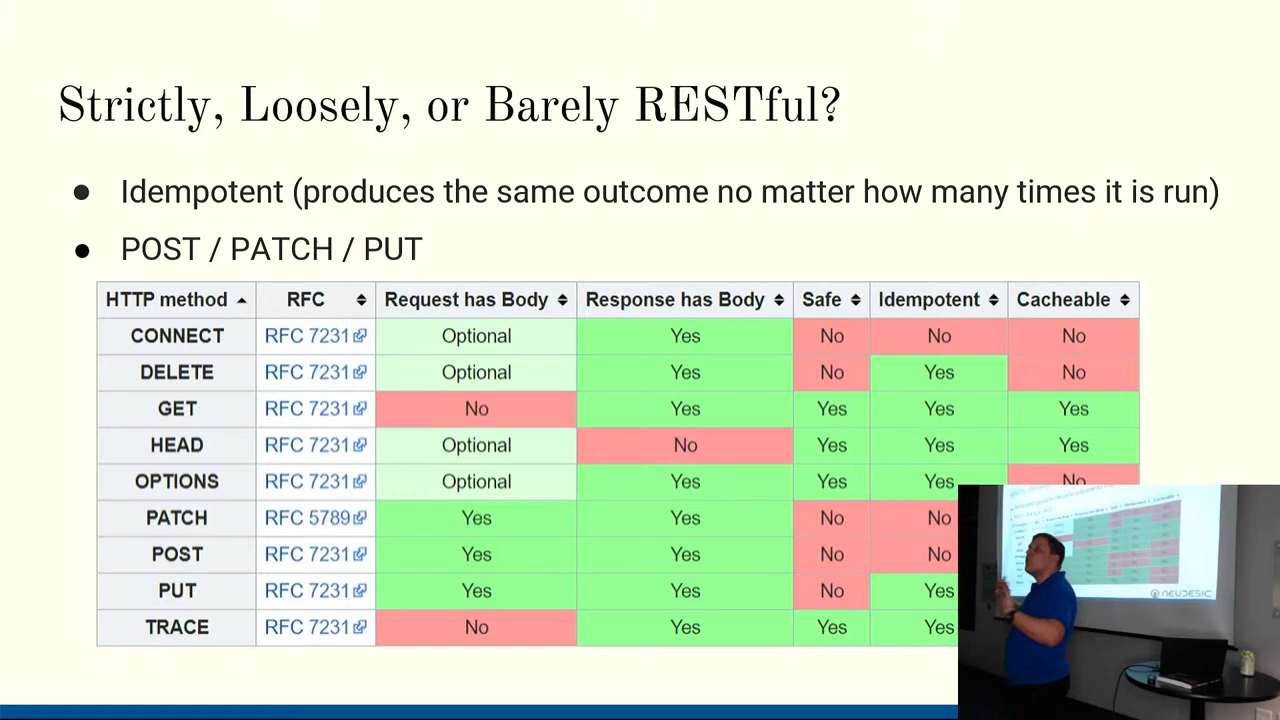 Strictly, Loosely, or Barely RESTful?
● Idempotent (produces the same outcome no matter how many times it is run)
● POST / PATCH / PUT
HTTP method RFC Request has Body Response has Body Safe Idempotent Cacheable
CONNECT RFC 7231 Optional Yes No No No
DELETE RFC 7231 Optional Yes No Yes No
GET RFC 7231 No Yes Yes Yes Yes
HEAD RFC 7231 Optional No Yes Yes Yes
OPTIONS RFC 7231 Optional Yes Yes Yes No
PATCH RFC 5789 Yes Yes No No
POST RFC 7231 Yes Yes No No
PUT RFC 7231 Yes Yes No Yes
TRACE RFC 7231 No Yes Yes Yes
NEUDESIC